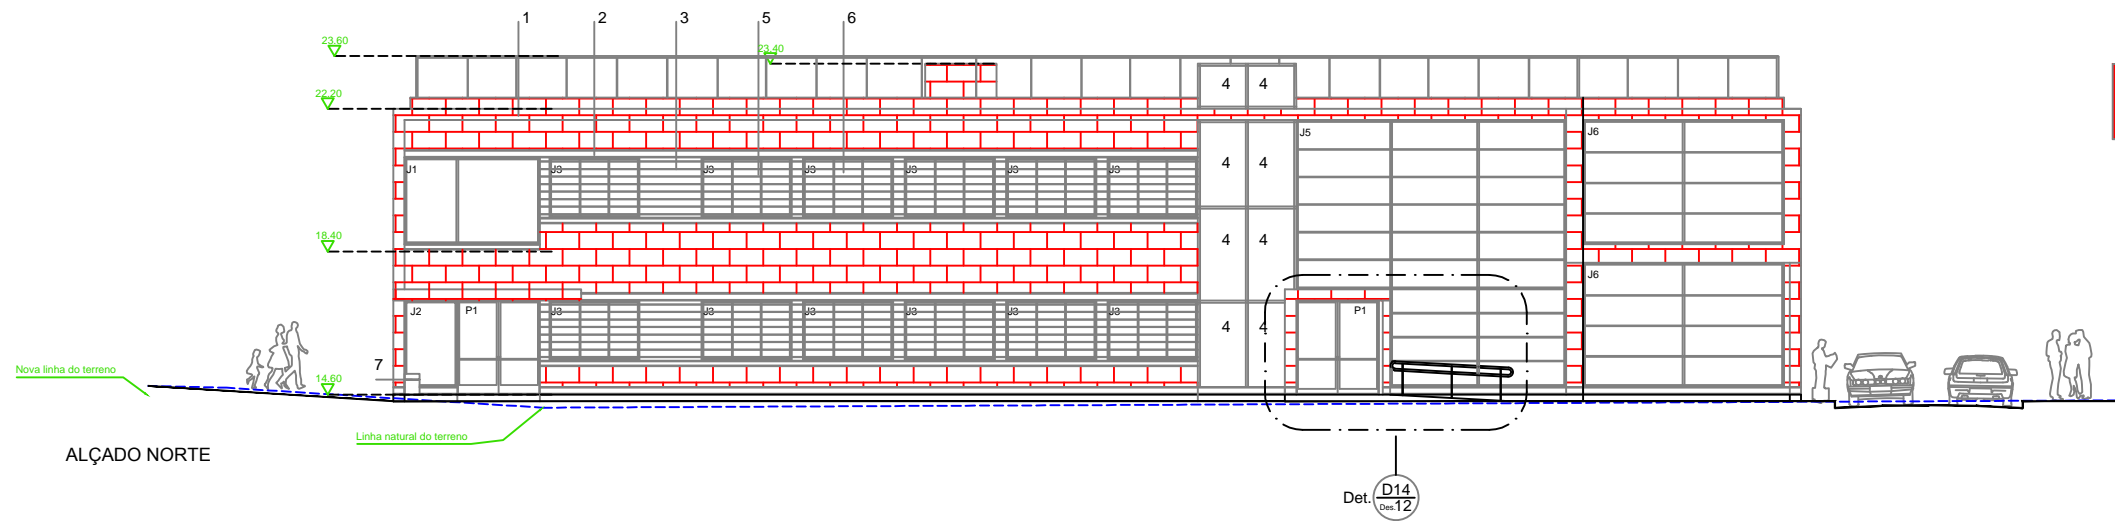 1 2 3 5 6
23.60
23.40
22.20
4 4
J5 J6
J1 J3 J3 J3 J3 J3 J3 4 4
18.40
4 4
J6
J2 P1 J3 J3 J3 J3 J3 J3 P1
4 4
7
Nova linha do terreno
14.60
Linha natural do terreno
ALÇADO NORTE
Det. D14
Des.12